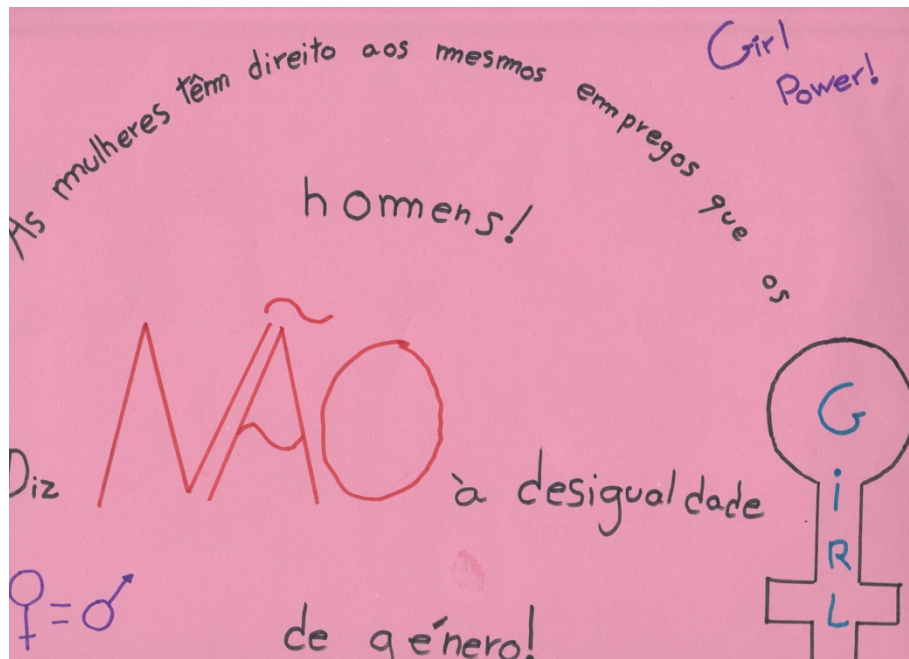 Girl
Power!
As mulheres têm direito aos mesmos empregos que os
homens!
Diz NÃO à desigualdade
de género!
♀=♂
GiRL